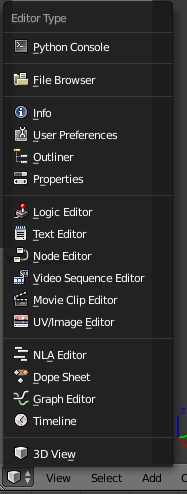 Editor Type
Python Console
File Browser
Info
User Preferences
Outliner
Properties
Logic Editor
Text Editor
Node Editor
Video Sequence Editor
Movie Clip Editor
UV/Image Editor
NLA Editor
Dope Sheet
Graph Editor
Timeline
3D View
View Select Add